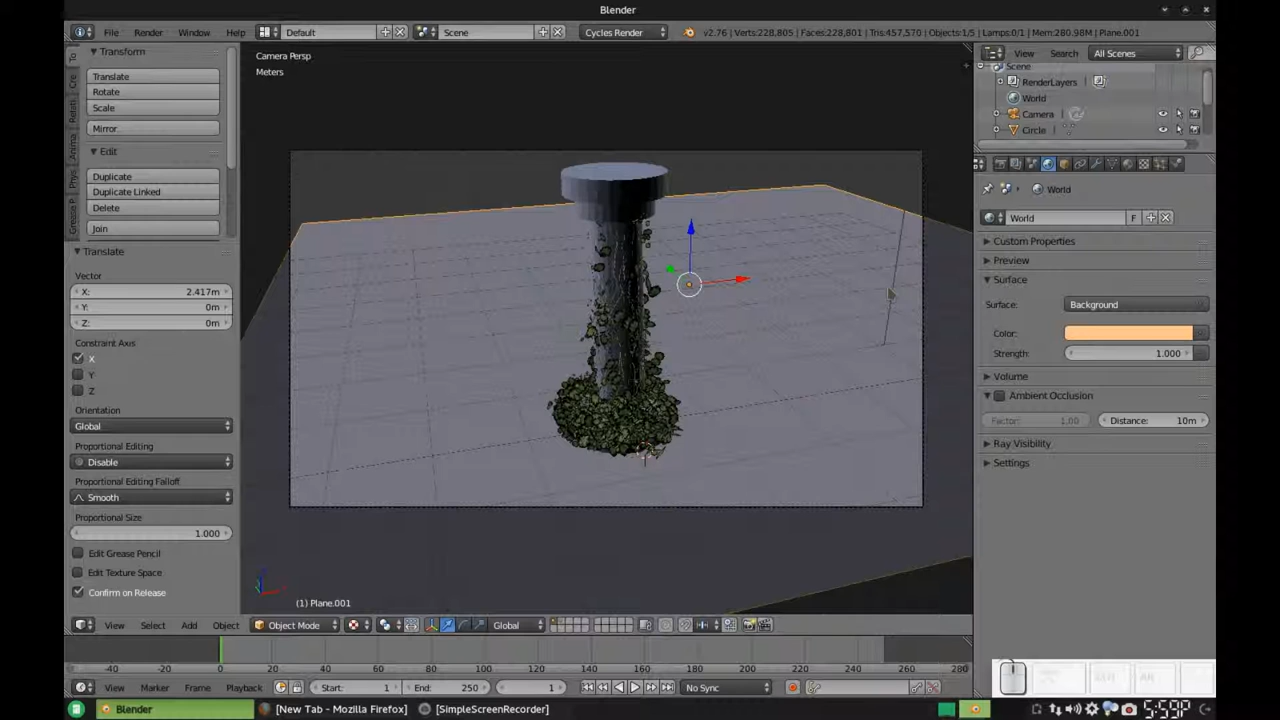 Blender
File Render Window Help Default Scene Cycles Render v2.76 | Verts:228,805 | Faces:228,801 | Tris:457,570 | Objects:1/5 | Lamps:0/1 | Mem:280.98M | Plane.001
Transform
Translate
Rotate
Scale
Mirror
Edit
Duplicate
Duplicate Linked
Delete
Join
Translate
Vector
X: 2.417m
Y: 0m
Z: 0m
Constraint Axis
X
Y
Z
Orientation
Global
Proportional Editing
Disable
Proportional Editing Falloff
Smooth
Proportional Size
1.000
Edit Grease Pencil
Edit Texture Space
Confirm on Release
Camera Persp
Meters
(1) Plane.001
View Search All Scenes
Scene
RenderLayers
World
Camera
Circle
World
World F
Custom Properties
Preview
Surface
Surface: Background
Color:
Strength: 1.000
Volume
Ambient Occlusion
Factor: 1.00 Distance: 10m
Ray Visibility
Settings
View Select Add Object Object Mode Global
-40 -20 0 20 40 60 80 100 120 140 160 180 200 220 240 260 280
View Marker Frame Playback Start: 1 End: 250 1 No Sync
Blender [New Tab - Mozilla Firefox] [SimpleScreenRecorder] 5:59P